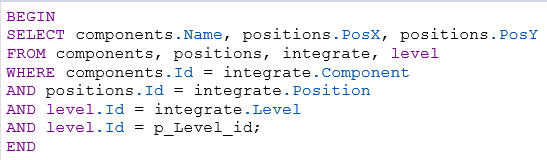 BEGIN
SELECT components.Name, positions.PosX, positions.PosY
FROM components, positions, integrate, level
WHERE components.Id = integrate.Component
AND positions.Id = integrate.Position
AND level.Id = integrate.Level
AND level.Id = p_Level_id;
END